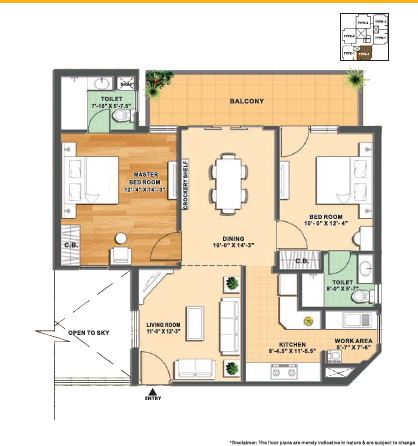 TOILET
7'-10" X 5'-7.5"
BALCONY
MASTER
BED ROOM
12'-4" X 14'-0"
CROCKERY SHELF
BED ROOM
10'-0" X 12'-4"
C.B.
DINING
10'-0" X 14'-3"
C.B.
TOILET
8'-0" X 5'-7"
OPEN TO SKY
LIVING ROOM
11'-0" X 12'-3"
KITCHEN
8'-4.5" X 11'-5.5"
WORK AREA
5'-7" X 7'-6"
ENTRY
*Disclaimer: The floor plans are merely indicative in nature & are subject to change